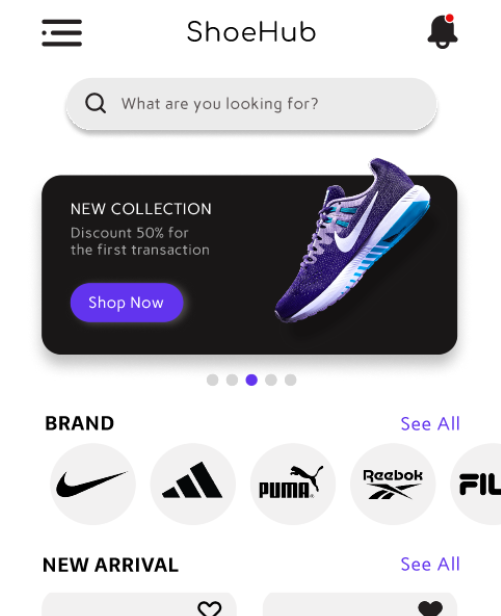 ShoeHub
What are you looking for?
NEW COLLECTION
Discount 50% for
the first transaction
Shop Now
BRAND
See All
PUMA
Reebok
FIL
NEW ARRIVAL
See All